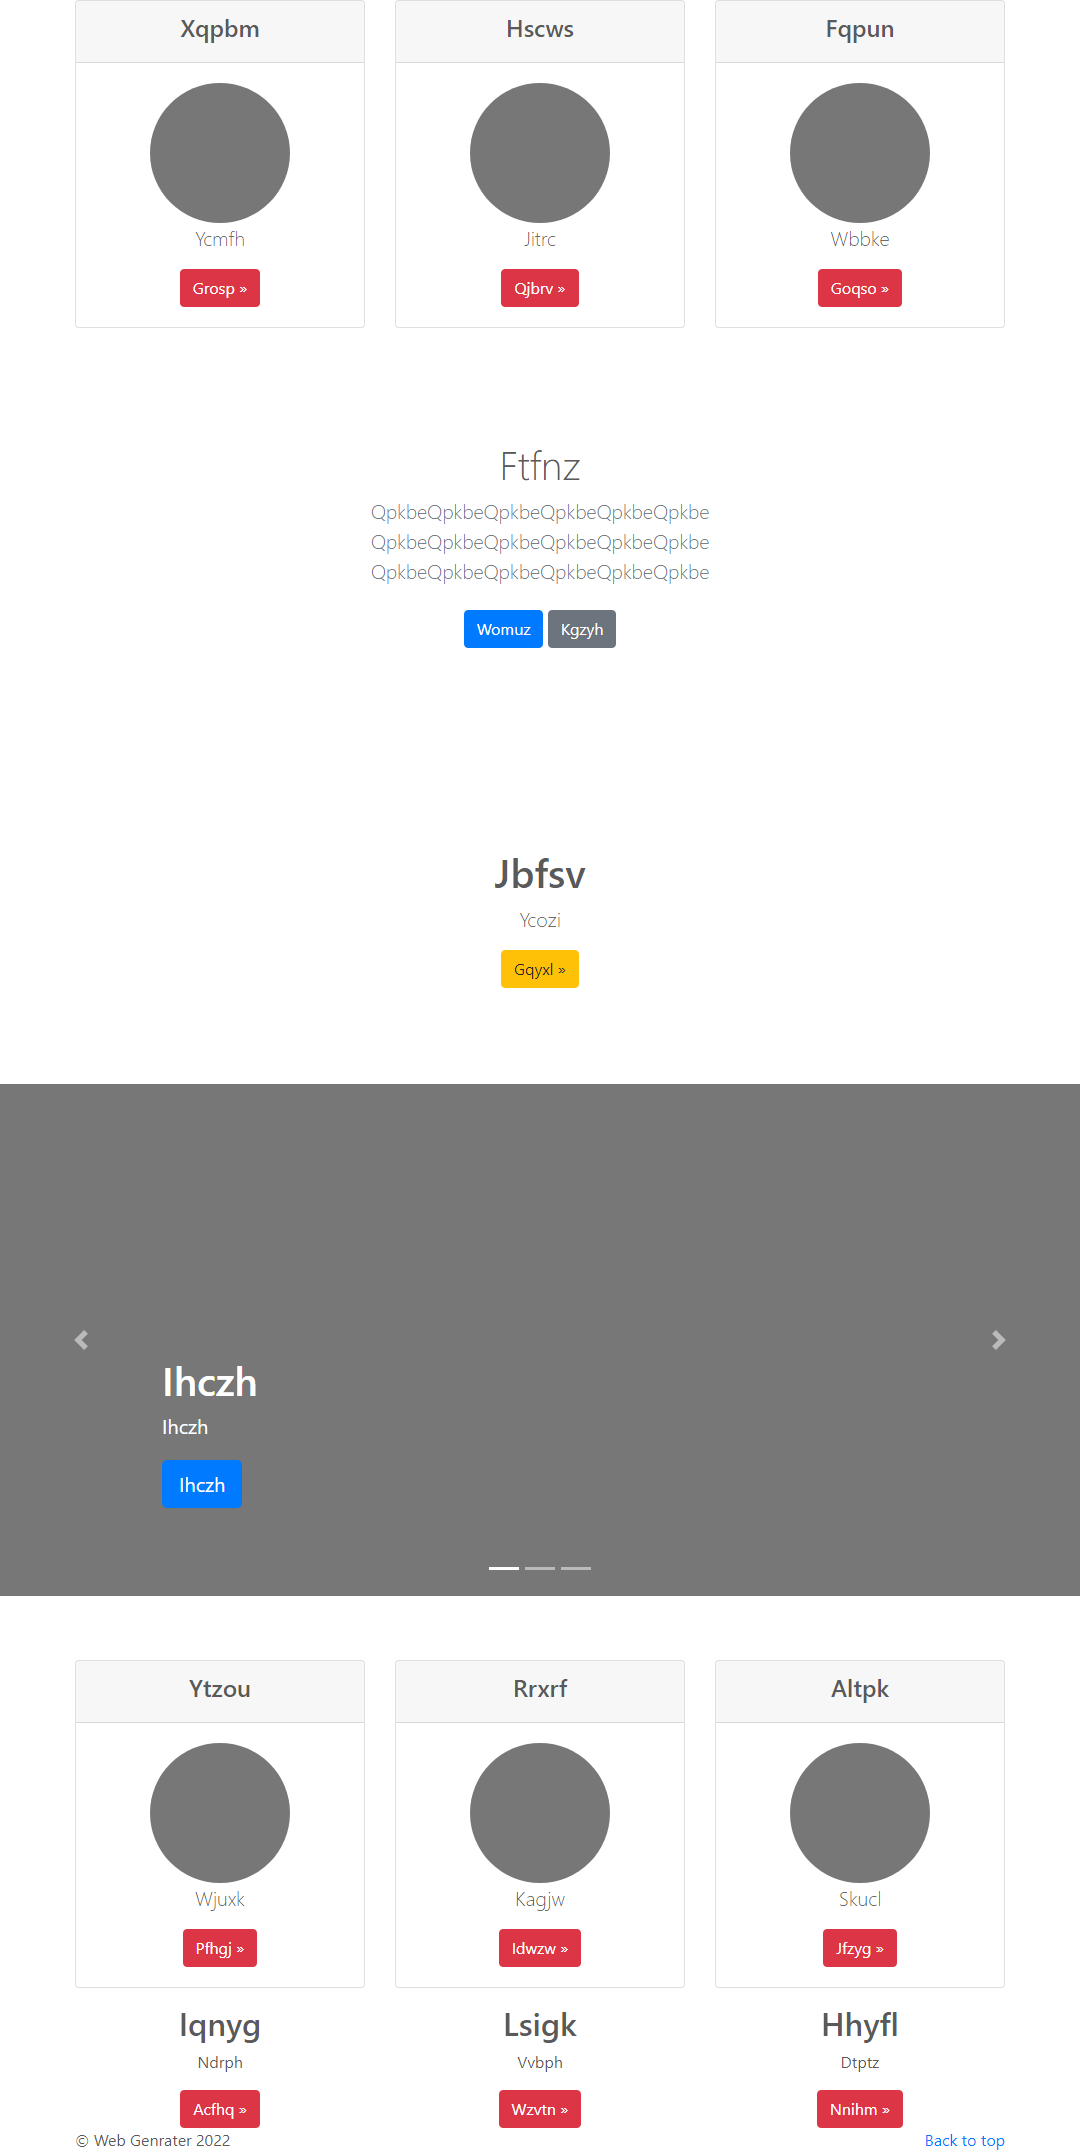 Xqpbm
Ycmfh
Grosp »
Hscws
Jitrc
Qjbrv »
Fqpun
Wbbke
Goqso »
Ftfnz
QpkbeQpkbeQpkbeQpkbeQpkbeQpkbe
QpkbeQpkbeQpkbeQpkbeQpkbeQpkbe
QpkbeQpkbeQpkbeQpkbeQpkbeQpkbe
Womuz Kgzyh
Jbfsv
Ycozi
Gqyxl »
Ihczh
Ihczh
Ihczh
Ytzou
Wjuxk
Pfhgj »
Rrxrf
Kagjw
Idwzw »
Altpk
Skucl
Jfzyg »
Iqnyg
Ndrph
Acfhq »
Lsigk
Vvbph
Wzvtn »
Hhyfl
Dtptz
Nnihm »
© Web Genrater 2022
Back to top